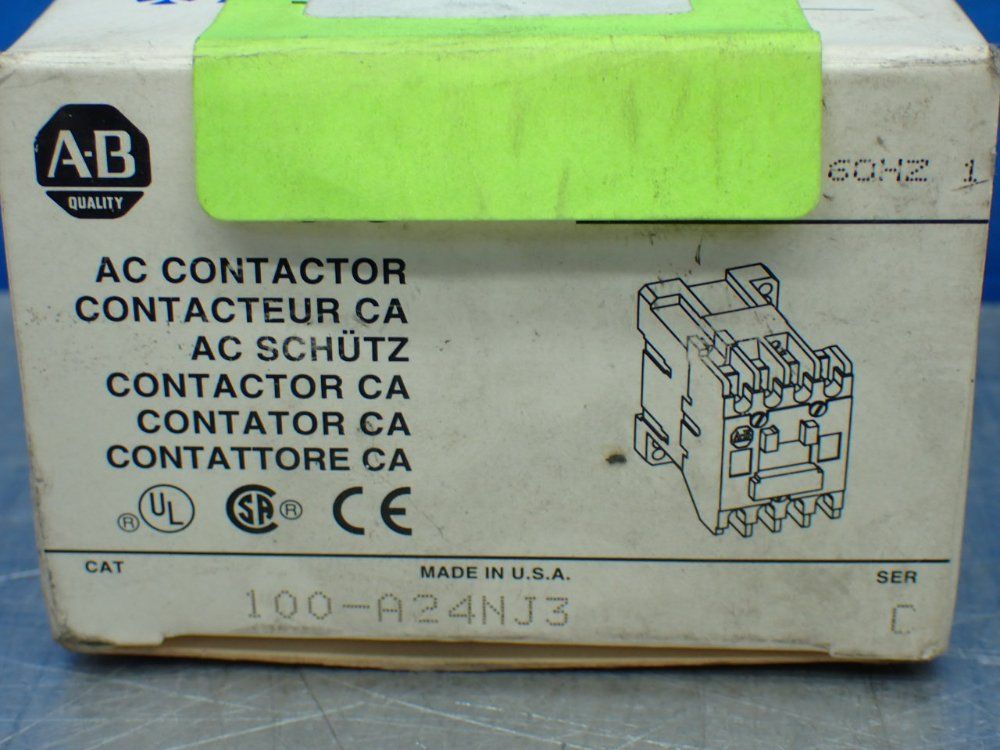 A-B
QUALITY
60HZ 1
AC CONTACTOR
CONTACTEUR CA
AC SCHÜTZ
CONTACTOR CA
CONTATOR CA
CONTATTORE CA
® UL SA ® CE
A-B
CAT MADE IN U.S.A. SER
100-A24NJ3 C